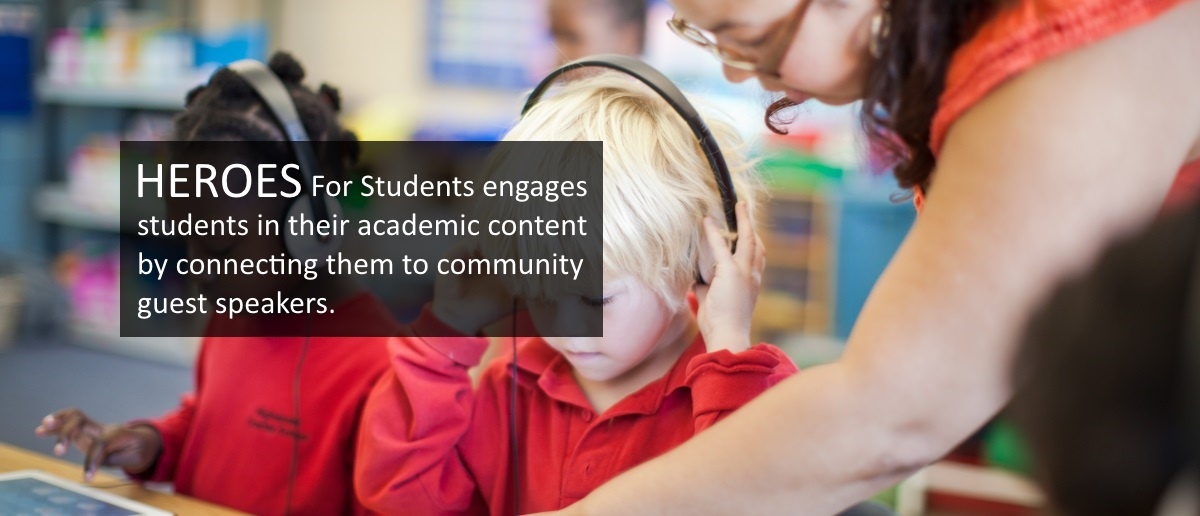 HEROES For Students engages
students in their academic content
by connecting them to community
guest speakers.